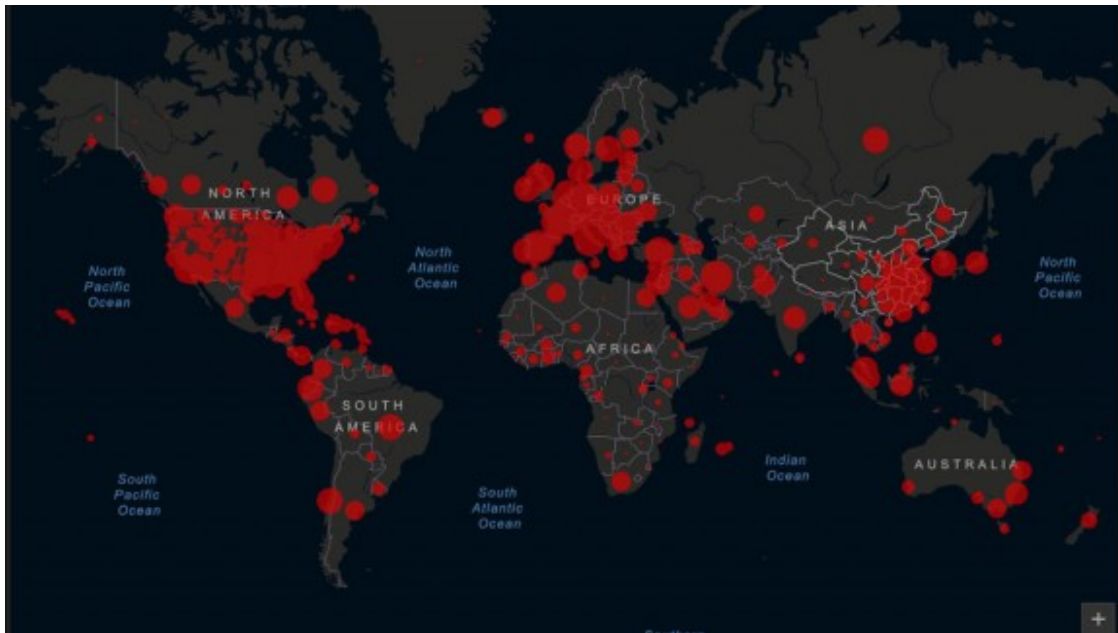 NORTH
AMERICA
EUROPE
ASIA
North
Pacific
Ocean
North
Atlantic
Ocean
North
Pacific
Ocean
AFRICA
SOUTH
AMERICA
South
Pacific
Ocean
South
Atlantic
Ocean
Indian
Ocean
AUSTRALIA
+